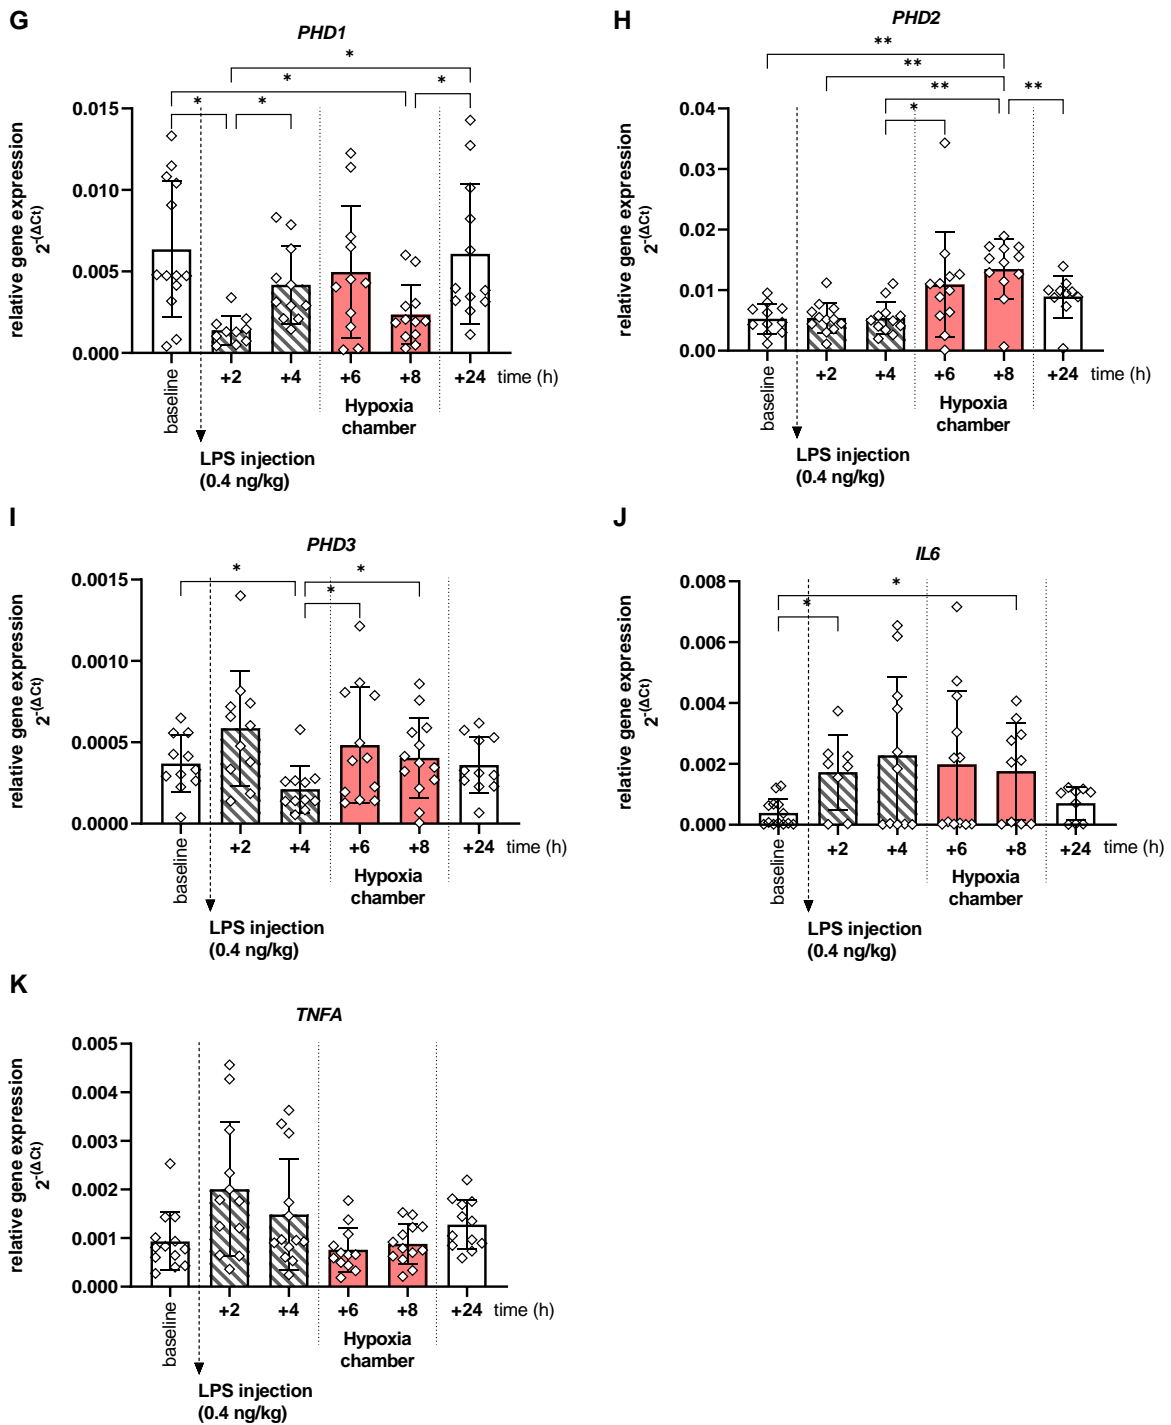 G
PHD1
*
*
*
*
*
relative gene expression
2-(ΔCt)
0.015
0.010
0.005
0.000
baseline
+2
+4
+6
+8
+24
time (h)
Hypoxia
chamber
LPS injection
(0.4 ng/kg)
H
PHD2
**
**
**
**
*
relative gene expression
2-(ΔCt)
0.04
0.03
0.02
0.01
0.00
baseline
+2
+4
+6
+8
+24
time (h)
Hypoxia
chamber
LPS injection
(0.4 ng/kg)
I
PHD3
*
*
*
relative gene expression
2-(ΔCt)
0.0015
0.0010
0.0005
0.0000
baseline
+2
+4
+6
+8
+24
time (h)
Hypoxia
chamber
LPS injection
(0.4 ng/kg)
J
IL6
*
*
relative gene expression
2-(ΔCt)
0.008
0.006
0.004
0.002
0.000
baseline
+2
+4
+6
+8
+24
time (h)
Hypoxia
chamber
LPS injection
(0.4 ng/kg)
K
TNFA
relative gene expression
2-(ΔCt)
0.005
0.004
0.003
0.002
0.001
0.000
baseline
+2
+4
+6
+8
+24
time (h)
Hypoxia
chamber
LPS injection
(0.4 ng/kg)